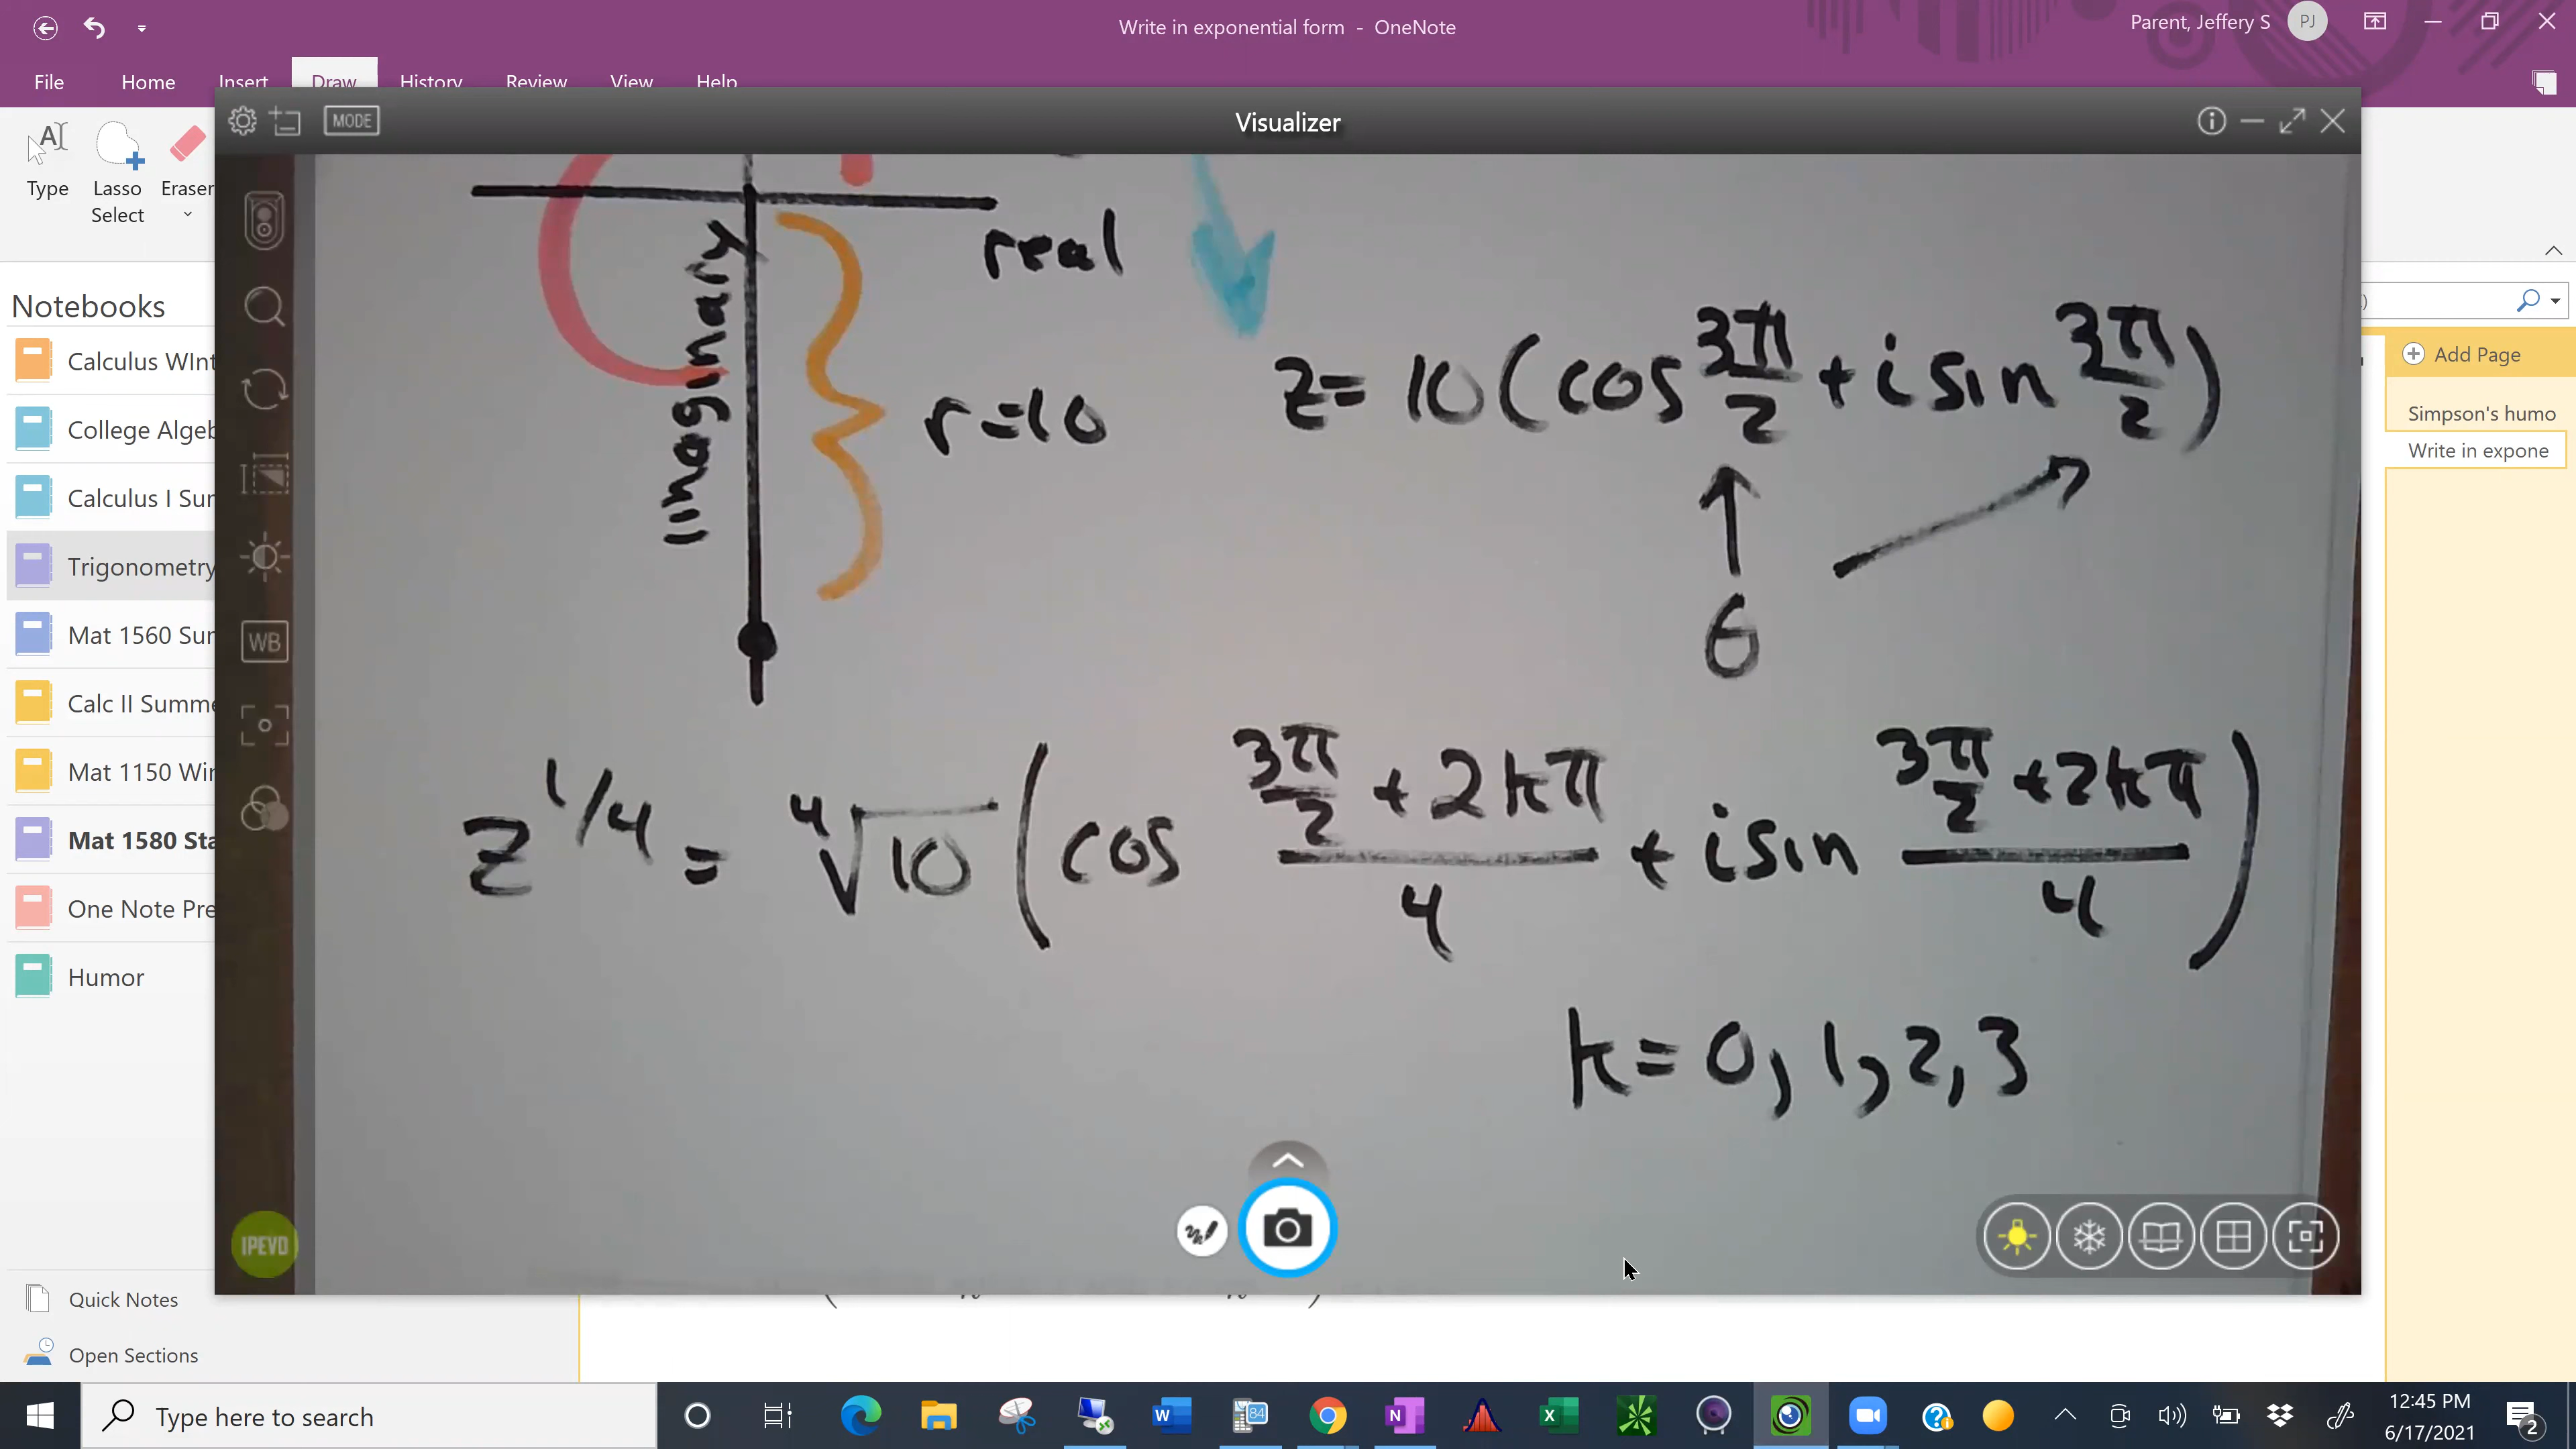 Write in exponential form - OneNote
Parent, Jeffery S PJ
File Home Insert Draw History Review View Help
Type Lasso Select Eraser
MODE Visualizer
Notebooks
Calculus WInt
College Algeb
Calculus I Sur
Trigonometry
Mat 1560 Sum
Calc II Summe
Mat 1150 Wir
Mat 1580 Sta
One Note Pre
Humor
Quick Notes
Open Sections
WB
IPEVO
Add Page
Simpson's humo
Write in expone
real
Imaginary
r=10
z= 10(cos 3π/2 + i sin 3π/2)
θ
z^1/4 = ∜10 (cos (3π/2 + 2kπ)/4 + i sin (3π/2 + 2kπ)/4)
k= 0, 1, 2, 3
Type here to search
84
12:45 PM
6/17/2021
2